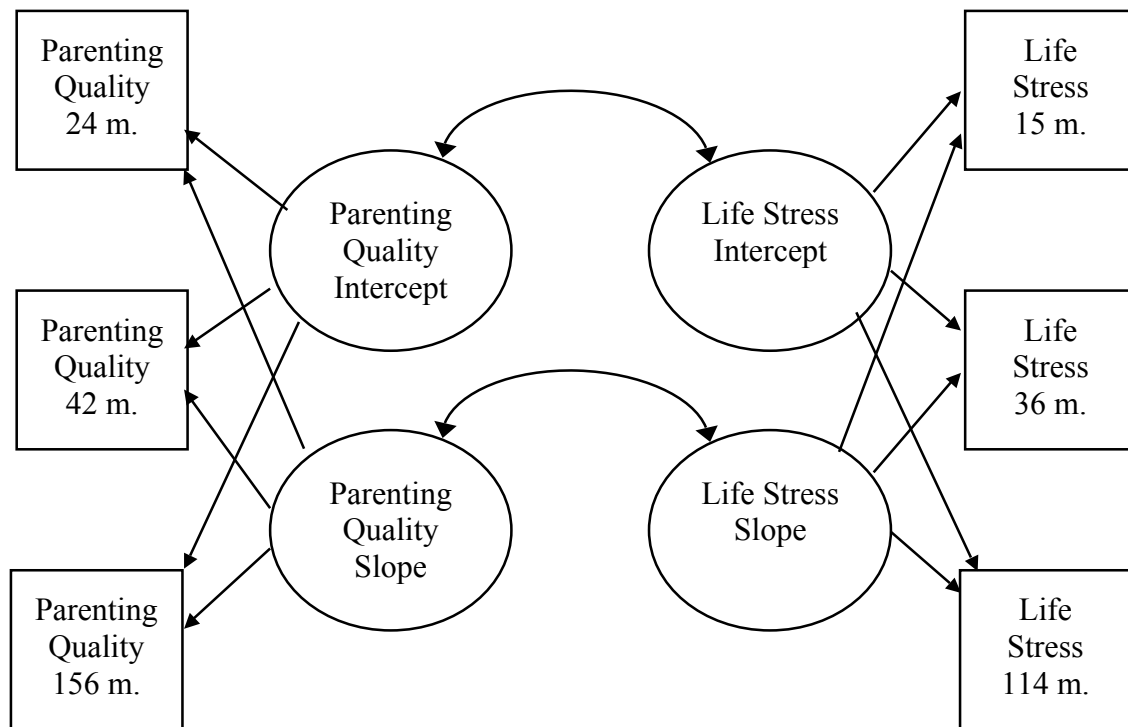 Parenting
Quality
24 m.
Life
Stress
15 m.
Parenting
Quality
Intercept
Life Stress
Intercept
Parenting
Quality
42 m.
Life
Stress
36 m.
Parenting
Quality
Slope
Life Stress
Slope
Parenting
Quality
156 m.
Life
Stress
114 m.